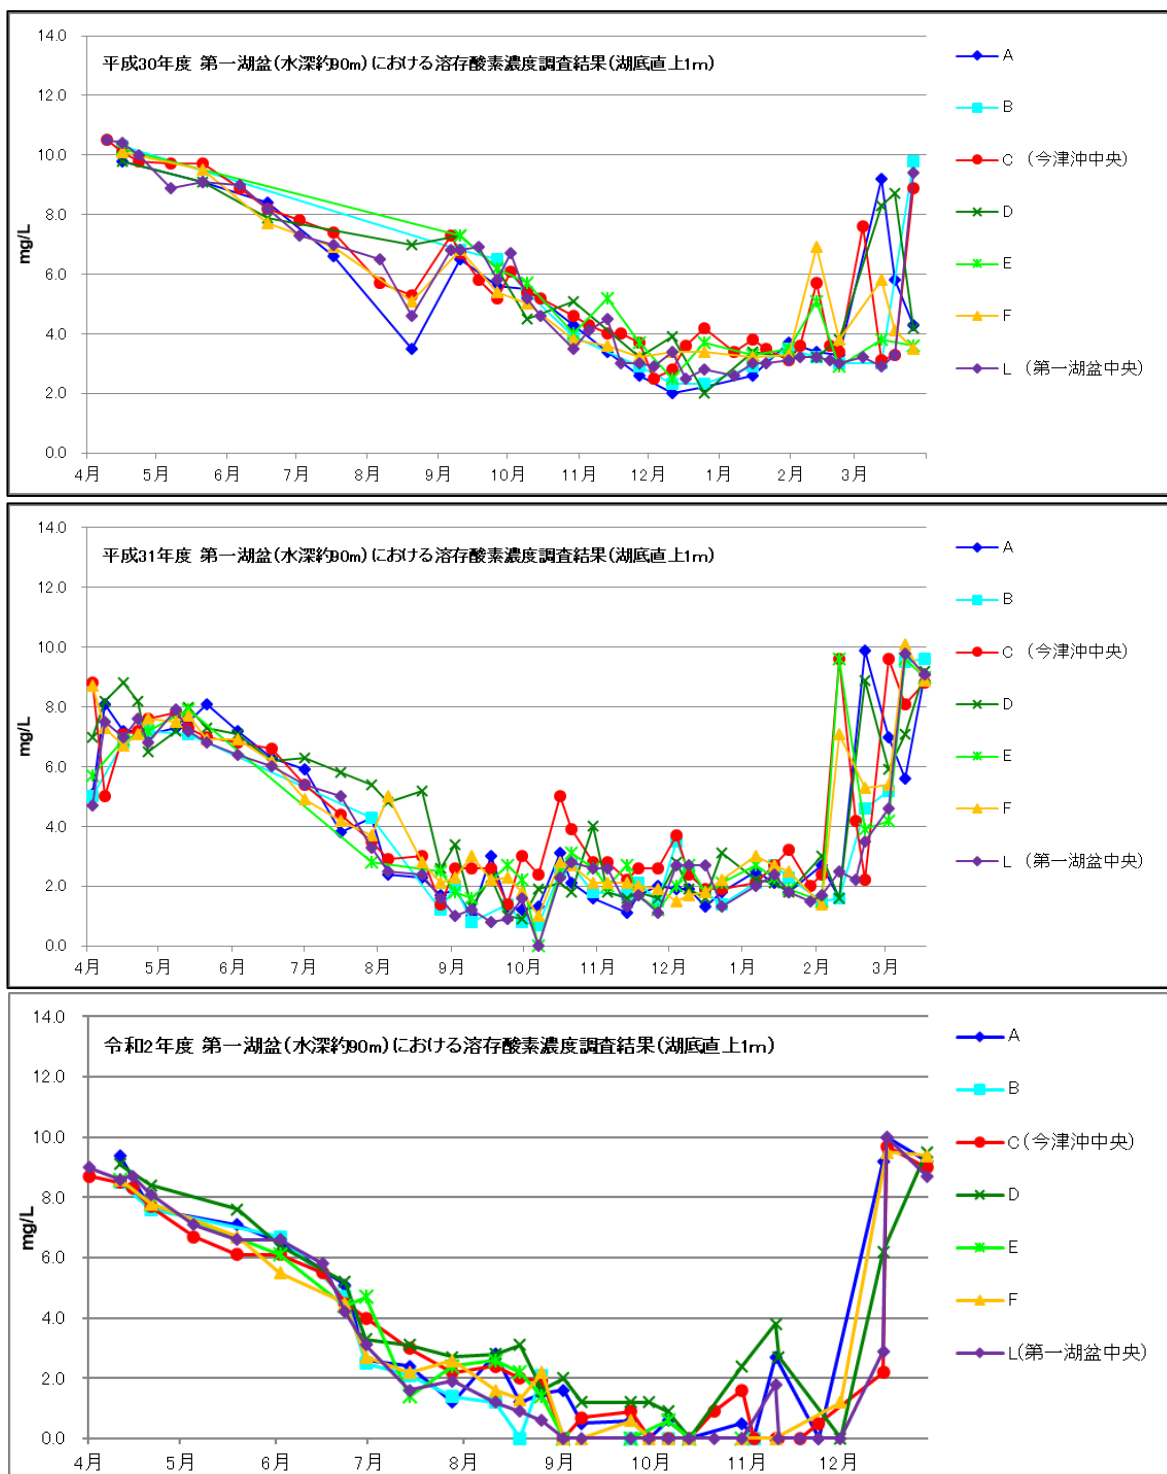 平成30年度 第一湖盆(水深約90m)における溶存酸素濃度調査結果(湖底直上1m)
mg/L
14.0
12.0
10.0
8.0
6.0
4.0
2.0
0.0
4月 5月 6月 7月 8月 9月 10月 11月 12月 1月 2月 3月
A
B
C (今津沖中央)
D
E
F
L (第一湖盆中央)
平成31年度 第一湖盆(水深約90m)における溶存酸素濃度調査結果(湖底直上1m)
mg/L
14.0
12.0
10.0
8.0
6.0
4.0
2.0
0.0
4月 5月 6月 7月 8月 9月 10月 11月 12月 1月 2月 3月
A
B
C (今津沖中央)
D
E
F
L (第一湖盆中央)
令和2年度 第一湖盆(水深約90m)における溶存酸素濃度調査結果(湖底直上1m)
mg/L
14.0
12.0
10.0
8.0
6.0
4.0
2.0
0.0
4月 5月 6月 7月 8月 9月 10月 11月 12月
A
B
C(今津沖中央)
D
E
F
L(第一湖盆中央)